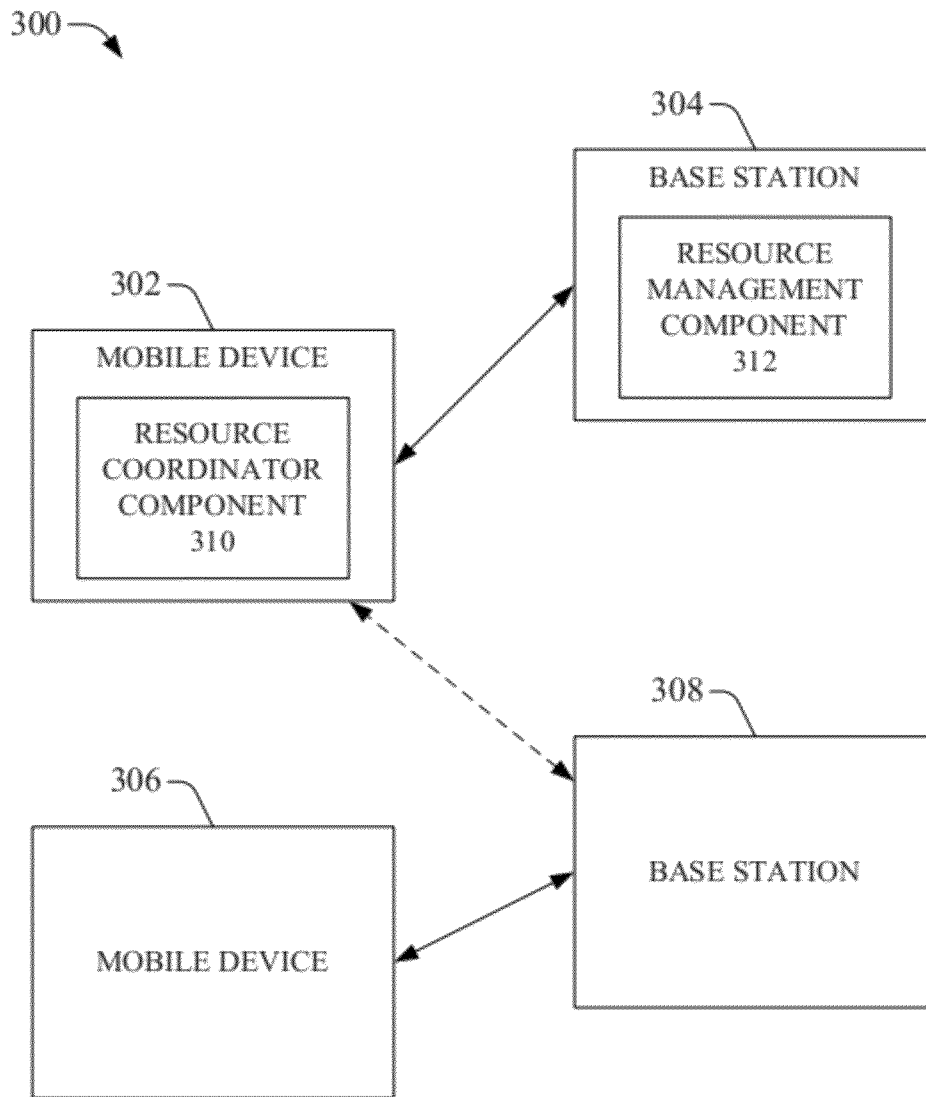 300
304
BASE STATION
RESOURCE
MANAGEMENT
COMPONENT
312
302
MOBILE DEVICE
RESOURCE
COORDINATOR
COMPONENT
310
308
BASE STATION
306
MOBILE DEVICE